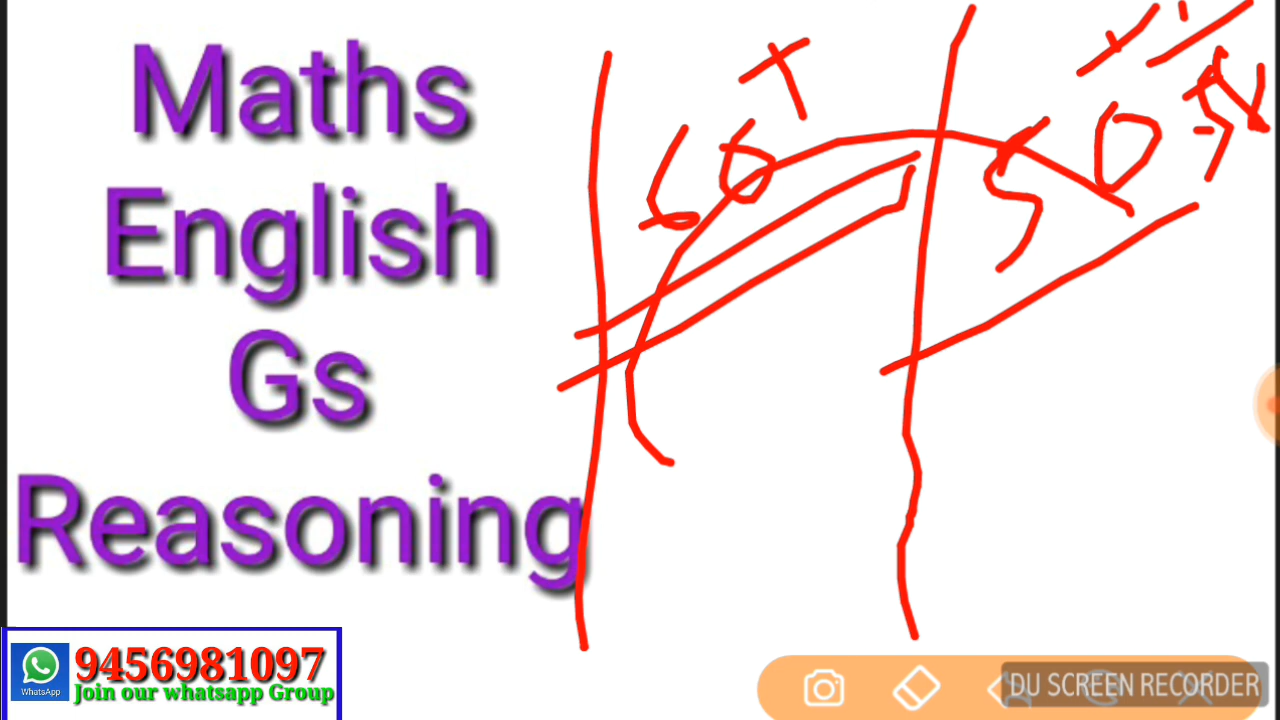 Maths
English
Gs
Reasoning
60
50
WhatsApp
9456981097
Join our whatsapp Group
DU SCREEN RECORDER